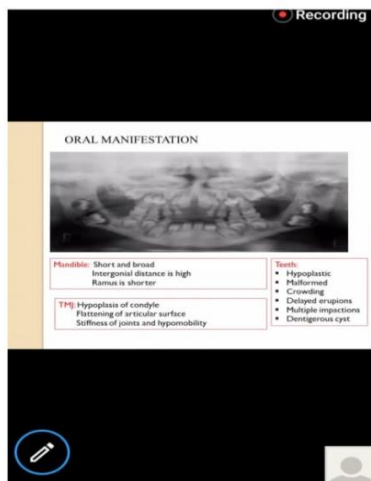 Recording
ORAL MANIFESTATION
Mandible: Short and broad
Intergonial distance is high
Ramus is shorter
TMJ: Hypoplasis of condyle
Flattening of articular surface
Stiffness of joints and hypomobility
Teeth:
▪ Hypoplastic
▪ Malformed
▪ Crowding
▪ Delayed eruptions
▪ Multiple impactions
▪ Dentigerous cyst